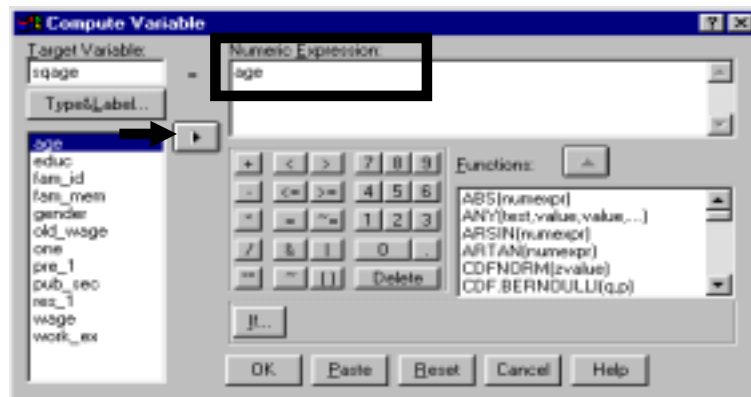 Compute Variable
Target Variable:
Numeric Expression:
sqage
=
age
Type&Label...
age
educ
fam_id
fam_mem
gender
old_wage
one
pre_1
pub_sec
res_1
wage
work_ex
+ < > 7 8 9
- <= >= 4 5 6
* = ~= 1 2 3
/ & | 0 .
** ~ () Delete
Functions:
ABS(numexpr)
ANY(test,value,value,...)
ARSIN(numexpr)
ARTAN(numexpr)
CDFNORM(zvalue)
CDF.BERNOULLI(q,p)
If...
OK Paste Reset Cancel Help